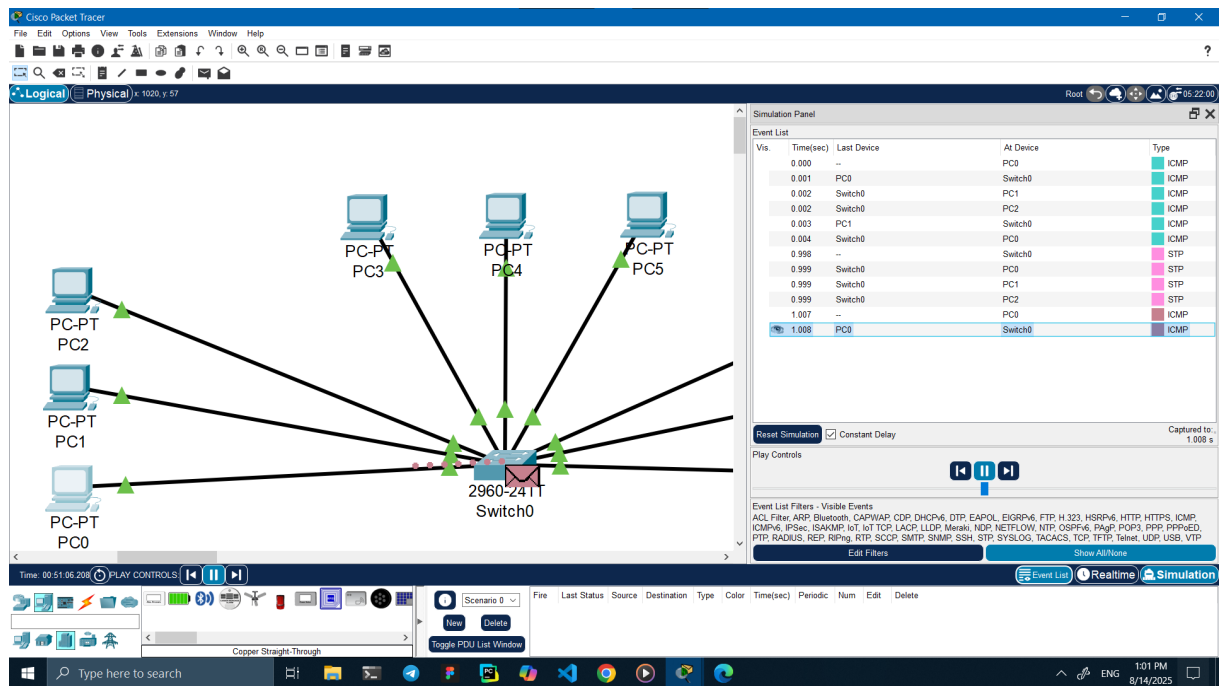 Cisco Packet Tracer
File Edit Options View Tools Extensions Window Help
?
Logical Physical x: 1020, y: 57 Root 05:22:00
PC-PT
PC3
PC-PT
PC4
PC-PT
PC5
PC-PT
PC2
PC-PT
PC1
PC-PT
PC0
2960-24TT
Switch0
Simulation Panel
Event List
Vis. Time(sec) Last Device At Device Type
0.000 -- PC0 ICMP
0.001 PC0 Switch0 ICMP
0.002 Switch0 PC1 ICMP
0.002 Switch0 PC2 ICMP
0.003 PC1 Switch0 ICMP
0.004 Switch0 PC0 ICMP
0.998 -- Switch0 STP
0.999 Switch0 PC0 STP
0.999 Switch0 PC1 STP
0.999 Switch0 PC2 STP
1.007 -- PC0 ICMP
1.008 PC0 Switch0 ICMP
Reset Simulation Constant Delay Captured to:
1.008 s
Play Controls
Event List Filters - Visible Events
ACL Filter, ARP, Bluetooth, CAPWAP, CDP, DHCPv6, DTP, EAPOL, EIGRPv6, FTP, H.323, HSRPv6, HTTP, HTTPS, ICMP,
ICMPv6, IPSec, ISAKMP, IoT, IoT TCP, LACP, LLDP, Meraki, NDP, NETFLOW, NTP, OSPFv6, PAgP, POP3, PPP, PPPoED,
PTP, RADIUS, REP, RIPng, RTP, SCCP, SMTP, SNMP, SSH, STP, SYSLOG, TACACS, TCP, TFTP, Telnet, UDP, USB, VTP
Edit Filters Show All/None
Time: 00:51:06.208 PLAY CONTROLS: Event List Realtime Simulation
Scenario 0
New Delete
Toggle PDU List Window
Fire Last Status Source Destination Type Color Time(sec) Periodic Num Edit Delete
Copper Straight-Through
Type here to search
ENG
1:01 PM
8/14/2025